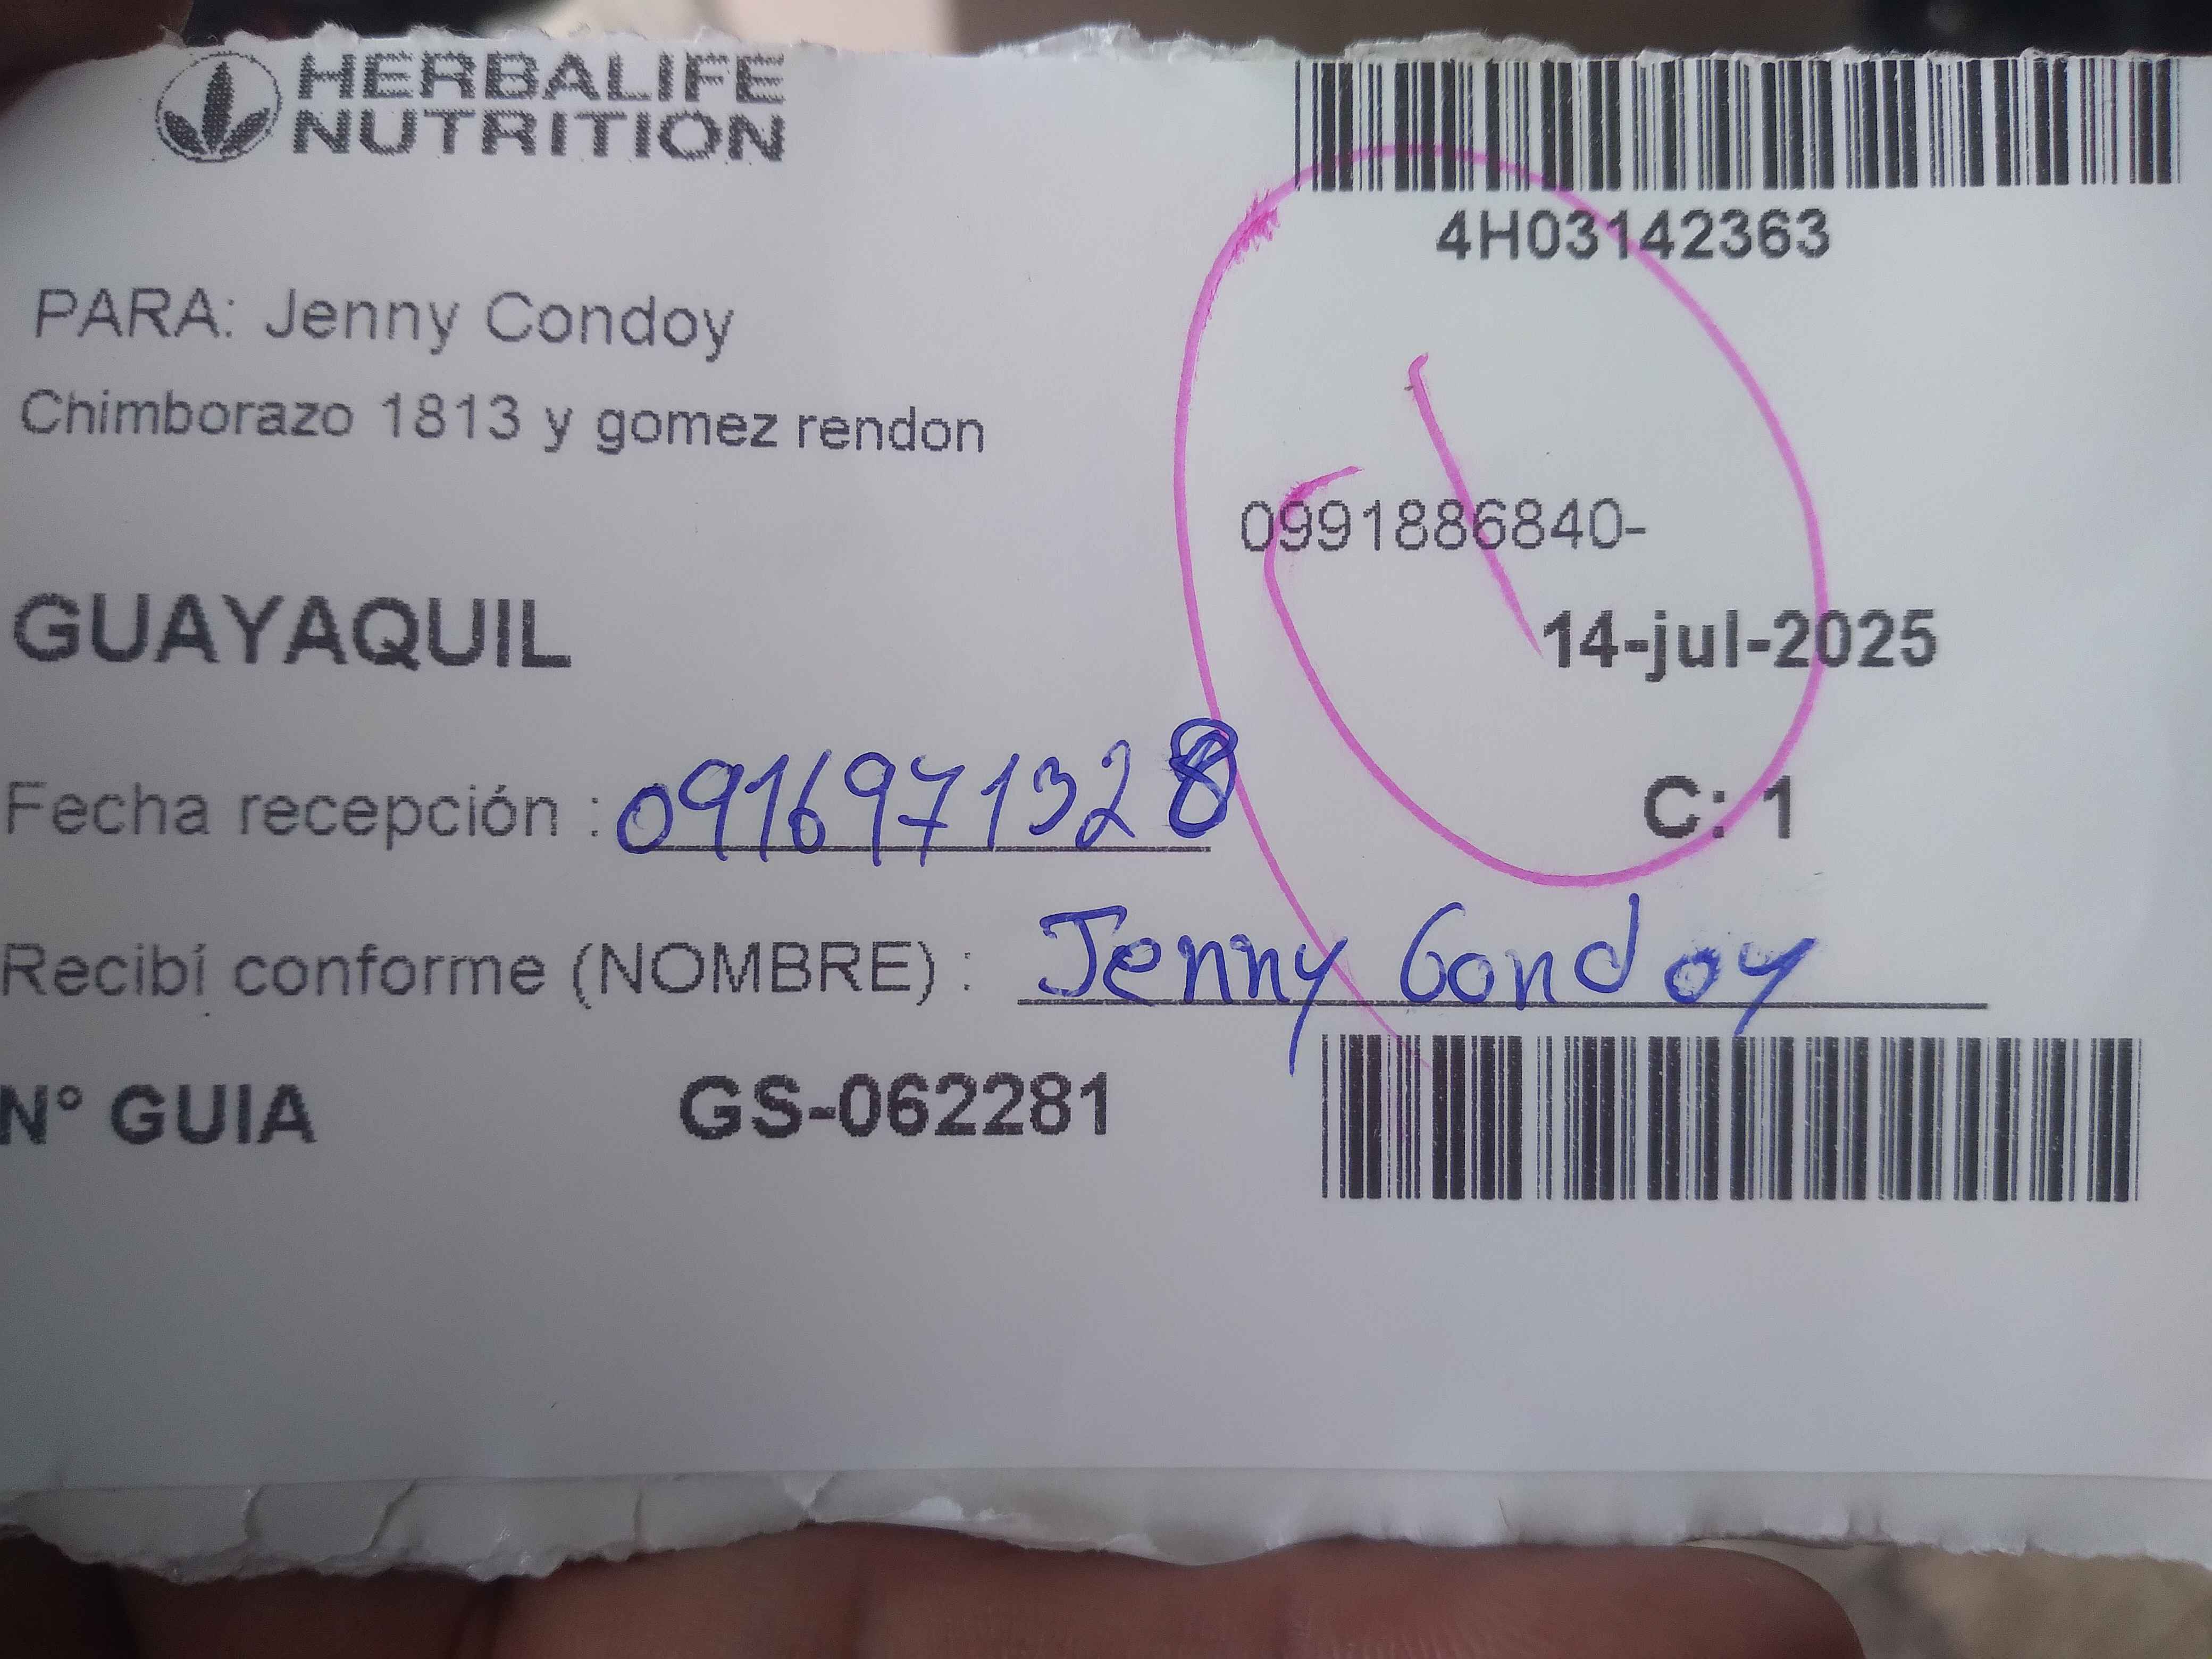 HERBALIFE
NUTRITION
4H03142363
PARA: Jenny Condoy
Chimborazo 1813 y gomez rendon
0991886840-
GUAYAQUIL
14-jul-2025
Fecha recepción : 0916971328
C: 1
Recibí conforme (NOMBRE) : Jenny Condoy
N° GUIA GS-062281